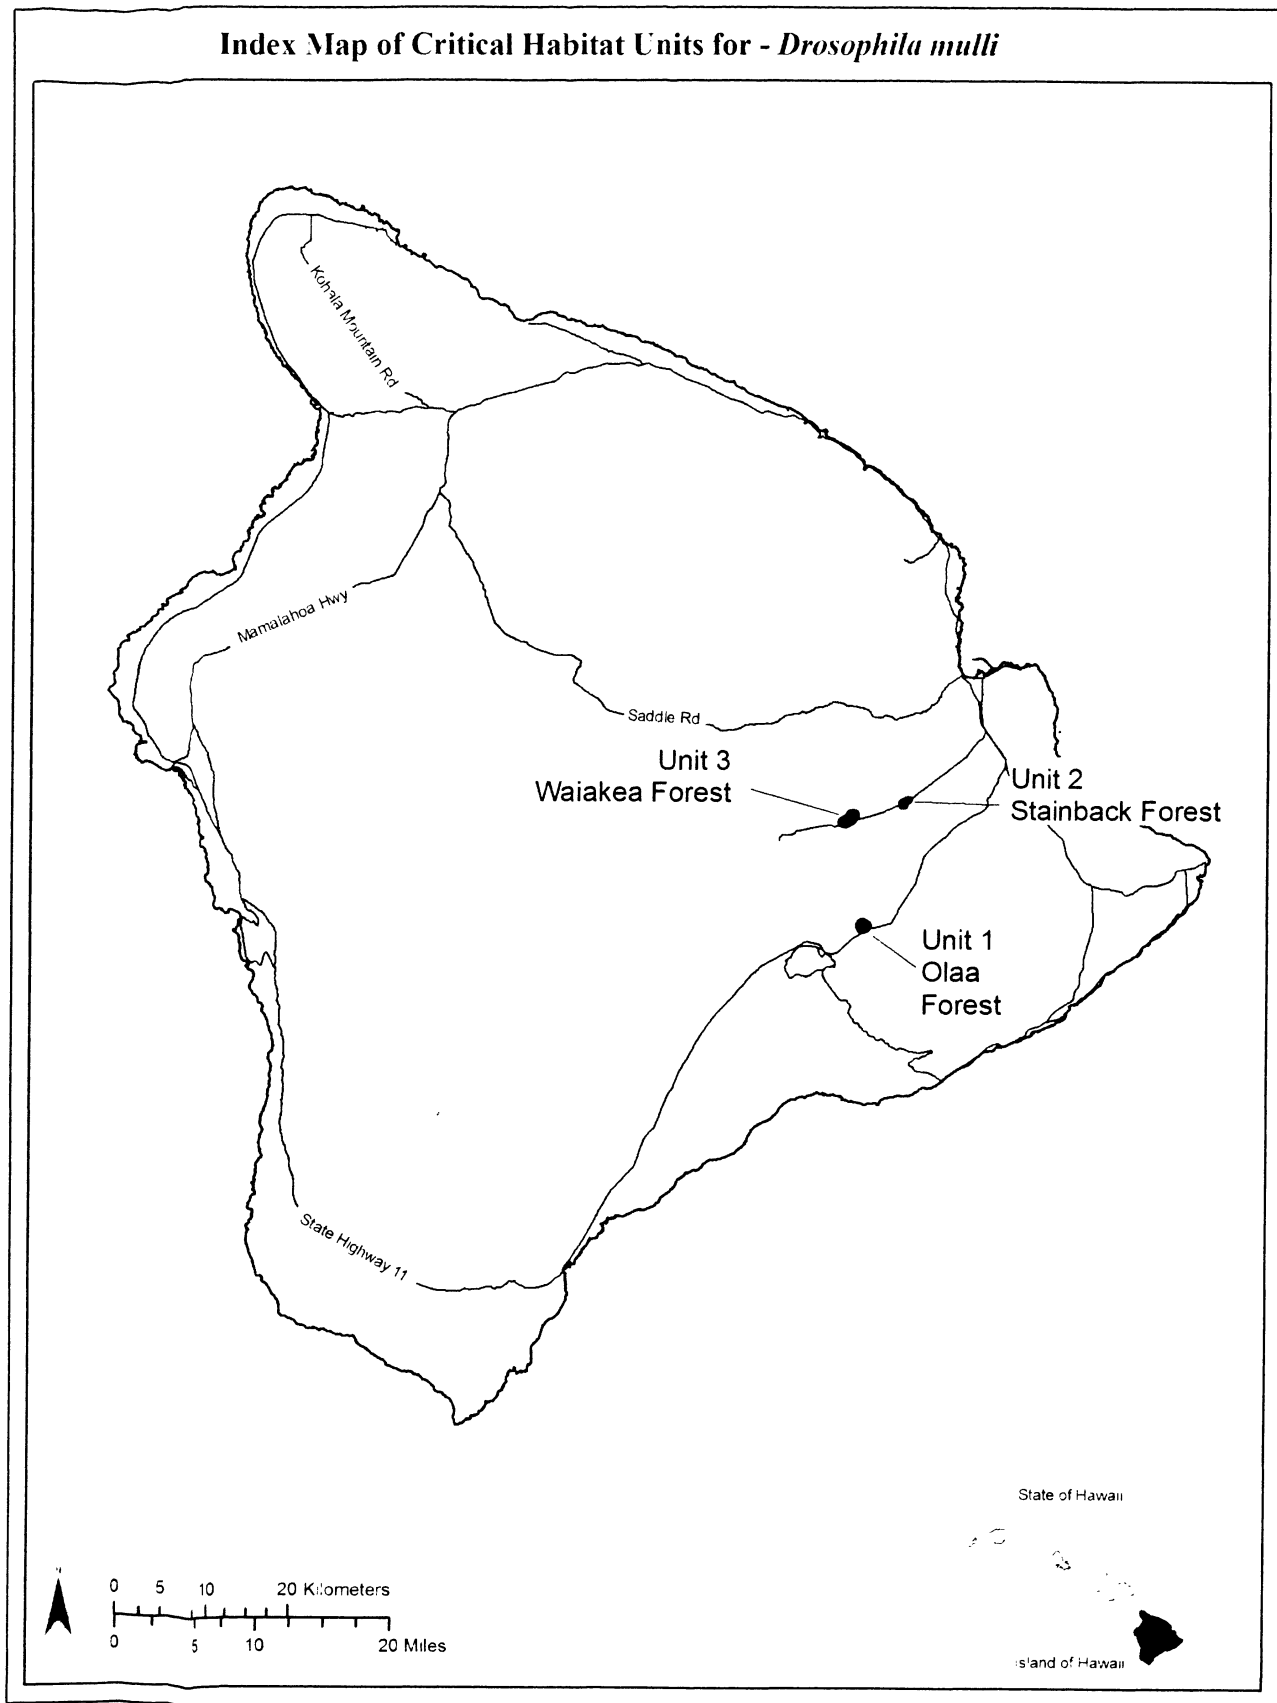 Index Map of Critical Habitat Units for - Drosophila mulli
Kohala Mountain Rd
Mamalahoa Hwy
Saddle Rd
Unit 3
Waiakea Forest
Unit 2
Stainback Forest
Unit 1
Olaa
Forest
State Highway 11
State of Hawaii
N
0 5 10 20 Kilometers
0 5 10 20 Miles
Island of Hawaii